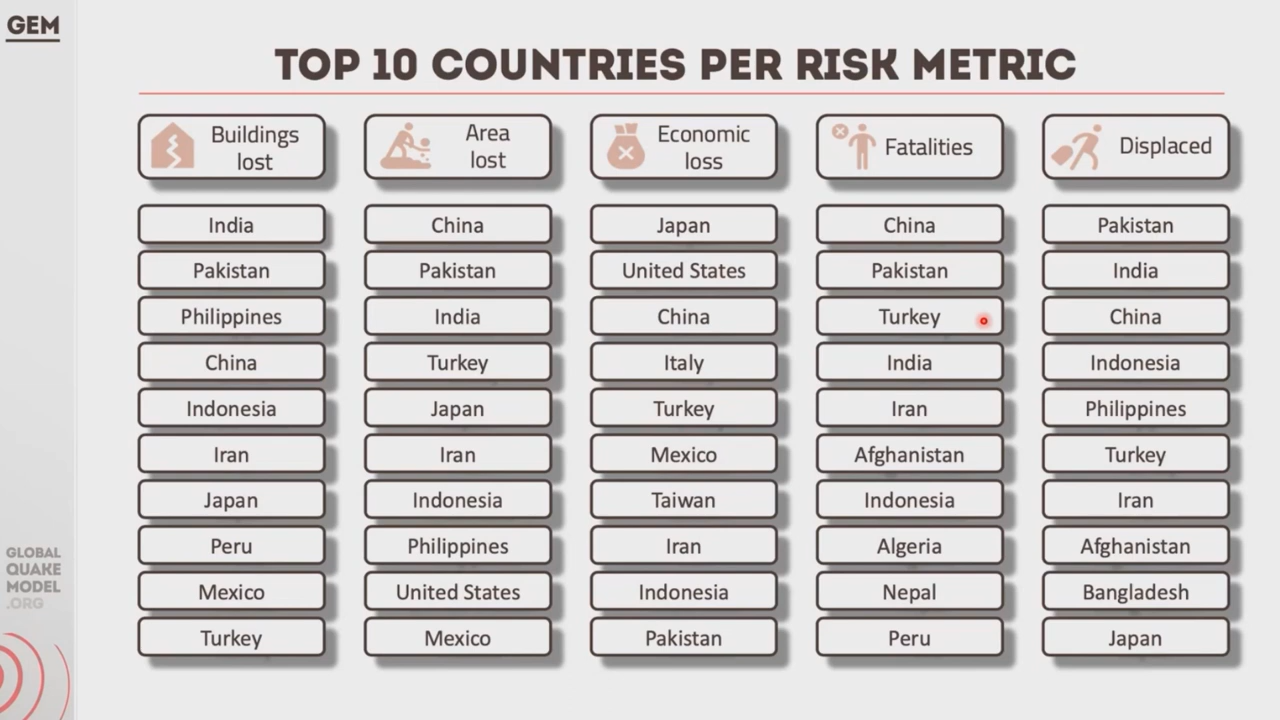 GEM
TOP 10 COUNTRIES PER RISK METRIC
Buildings
lost
Area
lost
Economic
loss
Fatalities
Displaced
India
China
Japan
China
Pakistan
Pakistan
Pakistan
United States
Pakistan
India
Philippines
India
China
Turkey
China
China
Turkey
Italy
India
Indonesia
Indonesia
Japan
Turkey
Iran
Philippines
Iran
Iran
Mexico
Afghanistan
Turkey
Japan
Indonesia
Taiwan
Indonesia
Iran
Peru
Philippines
Iran
Algeria
Afghanistan
Mexico
United States
Indonesia
Nepal
Bangladesh
Turkey
Mexico
Pakistan
Peru
Japan
GLOBAL
QUAKE
MODEL
.ORG